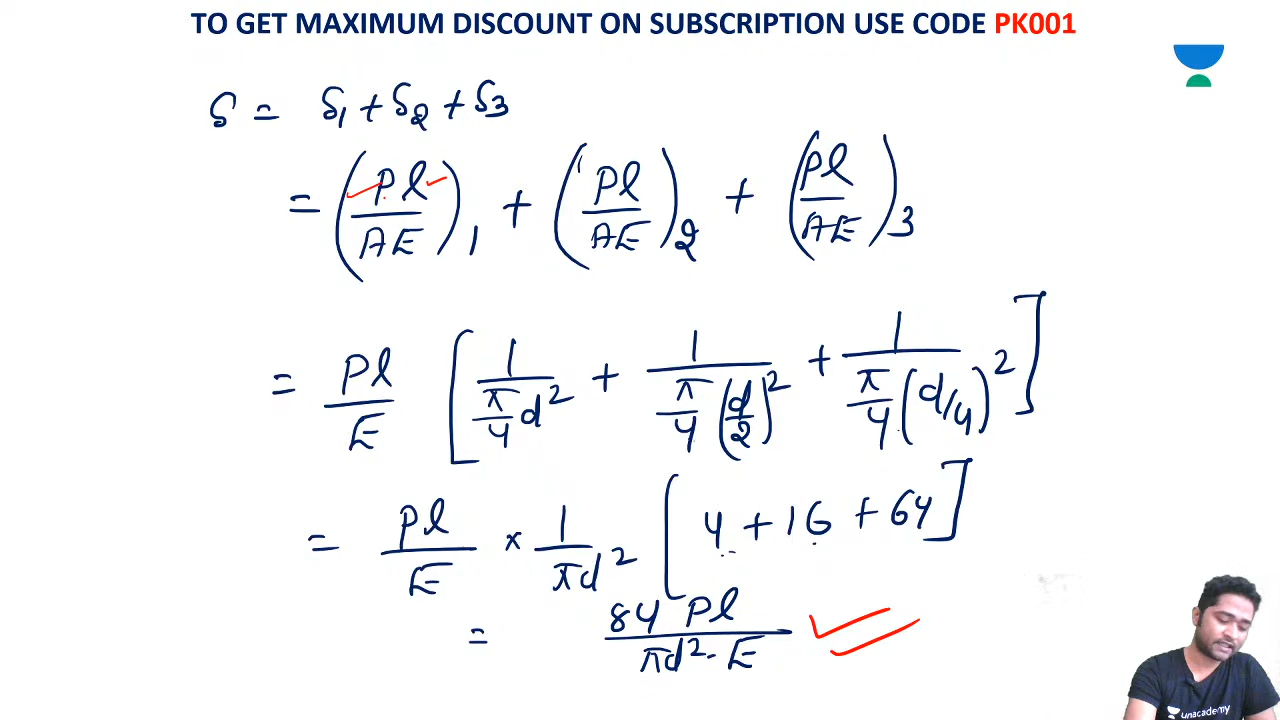 TO GET MAXIMUM DISCOUNT ON SUBSCRIPTION USE CODE PK001
δ = δ1 + δ2 + δ3
= (Pl/AE)1 + (Pl/AE)2 + (Pl/AE)3
= Pl/E [1/(π/4 d²) + 1/(π/4 (d/2)²) + 1/(π/4 (d/4)²)]
= Pl/E × 1/πd² [4 + 16 + 64]
= 84 Pl/πd²·E
unacademy